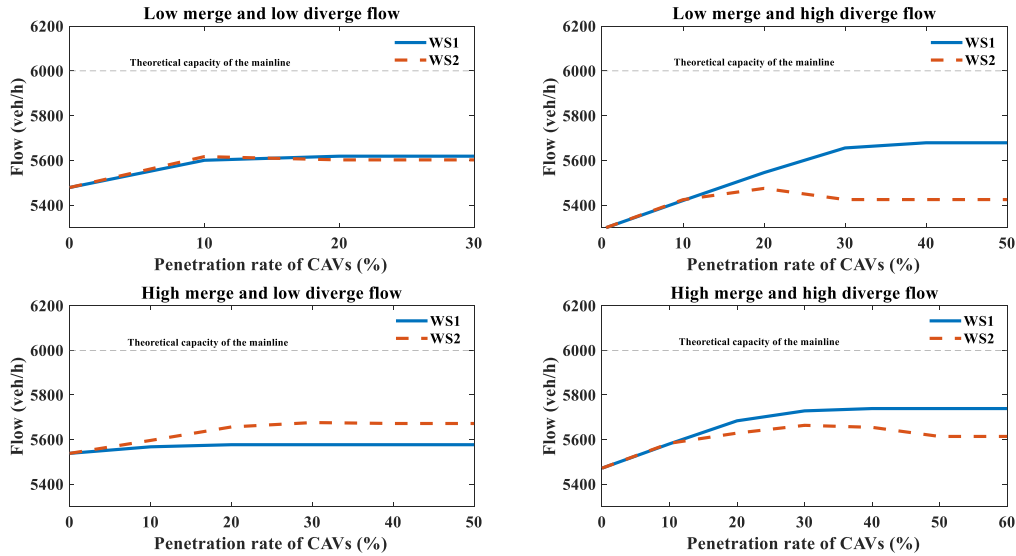 Low merge and low diverge flow
6200
6000
5800
5600
5400
Flow (veh/h)
WS1
WS2
Theoretical capacity of the mainline
0 10 20 30
Penetration rate of CAVs (%)
Low merge and high diverge flow
6200
6000
5800
5600
5400
Flow (veh/h)
WS1
WS2
Theoretical capacity of the mainline
0 10 20 30 40 50
Penetration rate of CAVs (%)
High merge and low diverge flow
6200
6000
5800
5600
5400
Flow (veh/h)
WS1
WS2
Theoretical capacity of the mainline
0 10 20 30 40 50
Penetration rate of CAVs (%)
High merge and high diverge flow
6200
6000
5800
5600
5400
Flow (veh/h)
WS1
WS2
Theoretical capacity of the mainline
0 10 20 30 40 50 60
Penetration rate of CAVs (%)